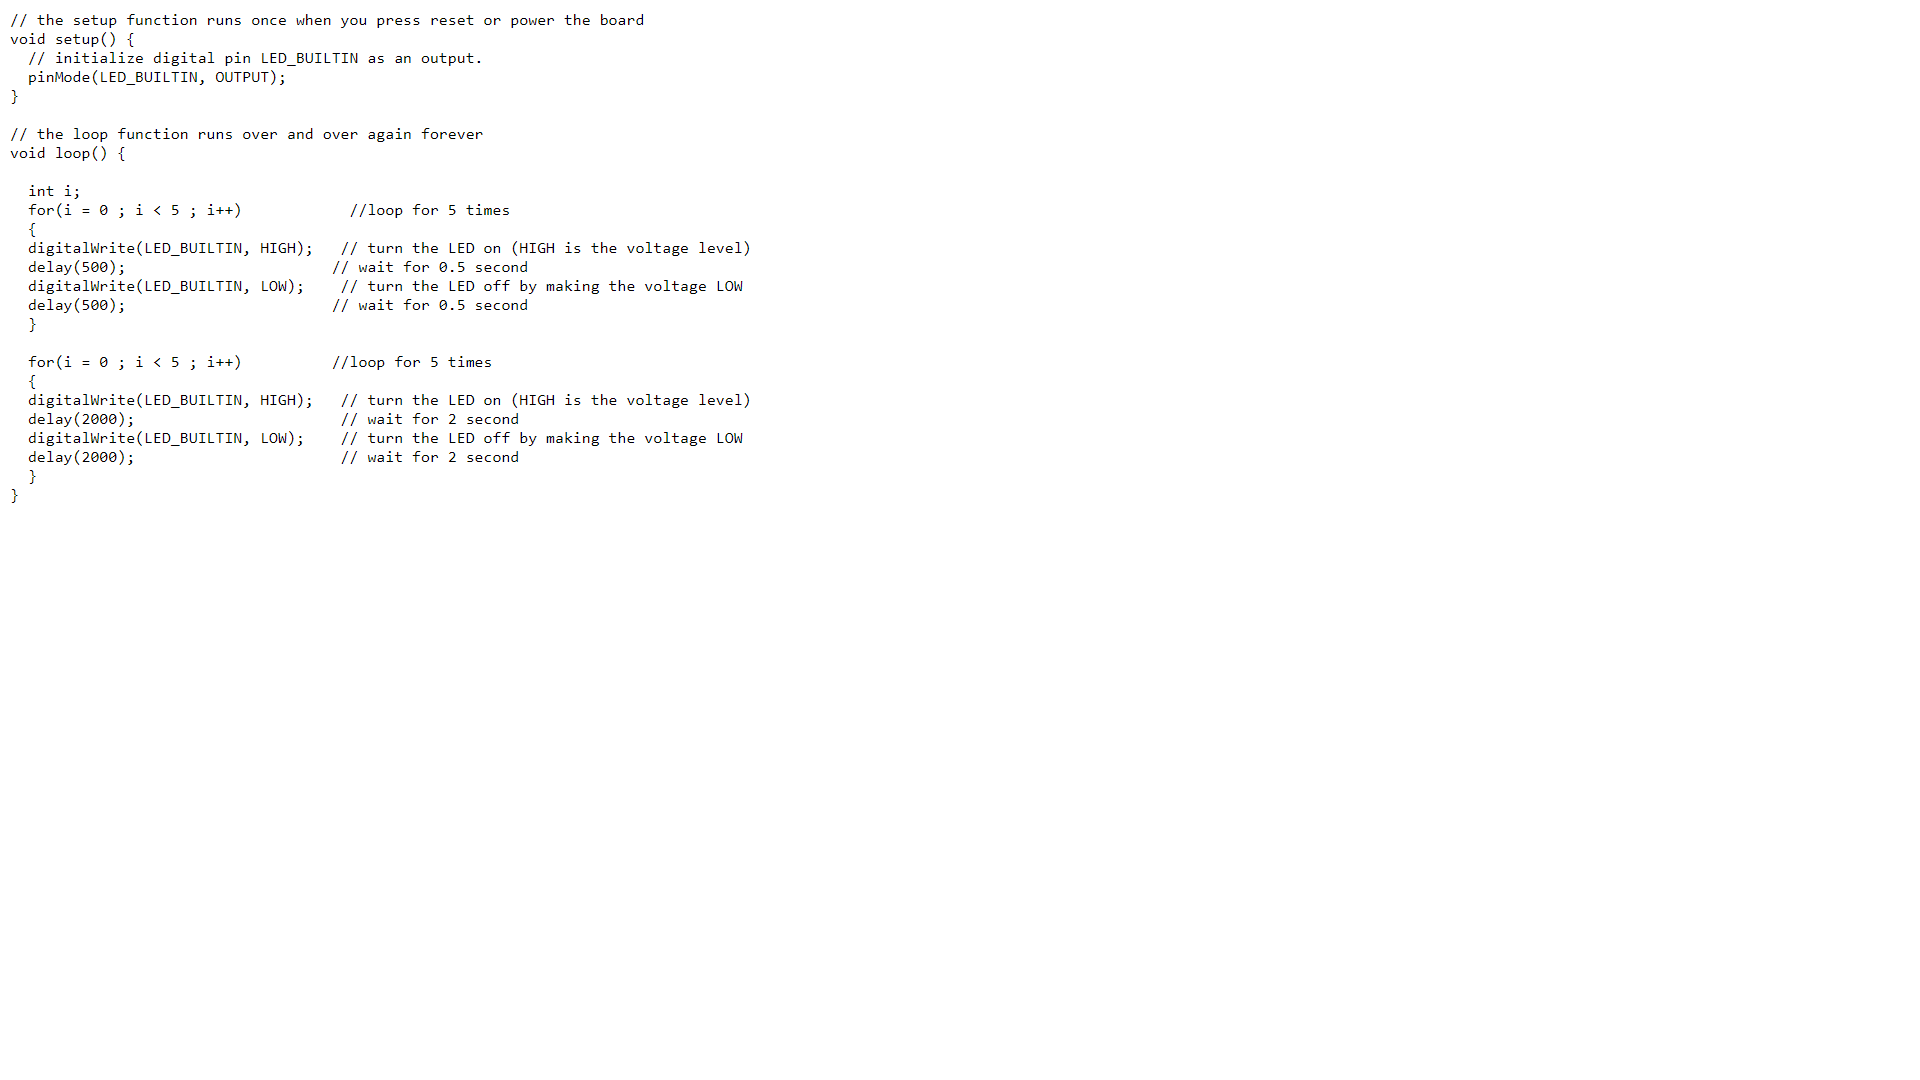 // the setup function runs once when you press reset or power the board
void setup() {
  // initialize digital pin LED_BUILTIN as an output.
  pinMode(LED_BUILTIN, OUTPUT);
}

// the loop function runs over and over again forever
void loop() {

  int i;
  for(i = 0 ; i < 5 ; i++)            //loop for 5 times
  {
  digitalWrite(LED_BUILTIN, HIGH);   // turn the LED on (HIGH is the voltage level)
  delay(500);                       // wait for 0.5 second
  digitalWrite(LED_BUILTIN, LOW);    // turn the LED off by making the voltage LOW
  delay(500);                       // wait for 0.5 second
  }

  for(i = 0 ; i < 5 ; i++)          //loop for 5 times
  {
  digitalWrite(LED_BUILTIN, HIGH);   // turn the LED on (HIGH is the voltage level)
  delay(2000);                       // wait for 2 second
  digitalWrite(LED_BUILTIN, LOW);    // turn the LED off by making the voltage LOW
  delay(2000);                       // wait for 2 second
  }
}